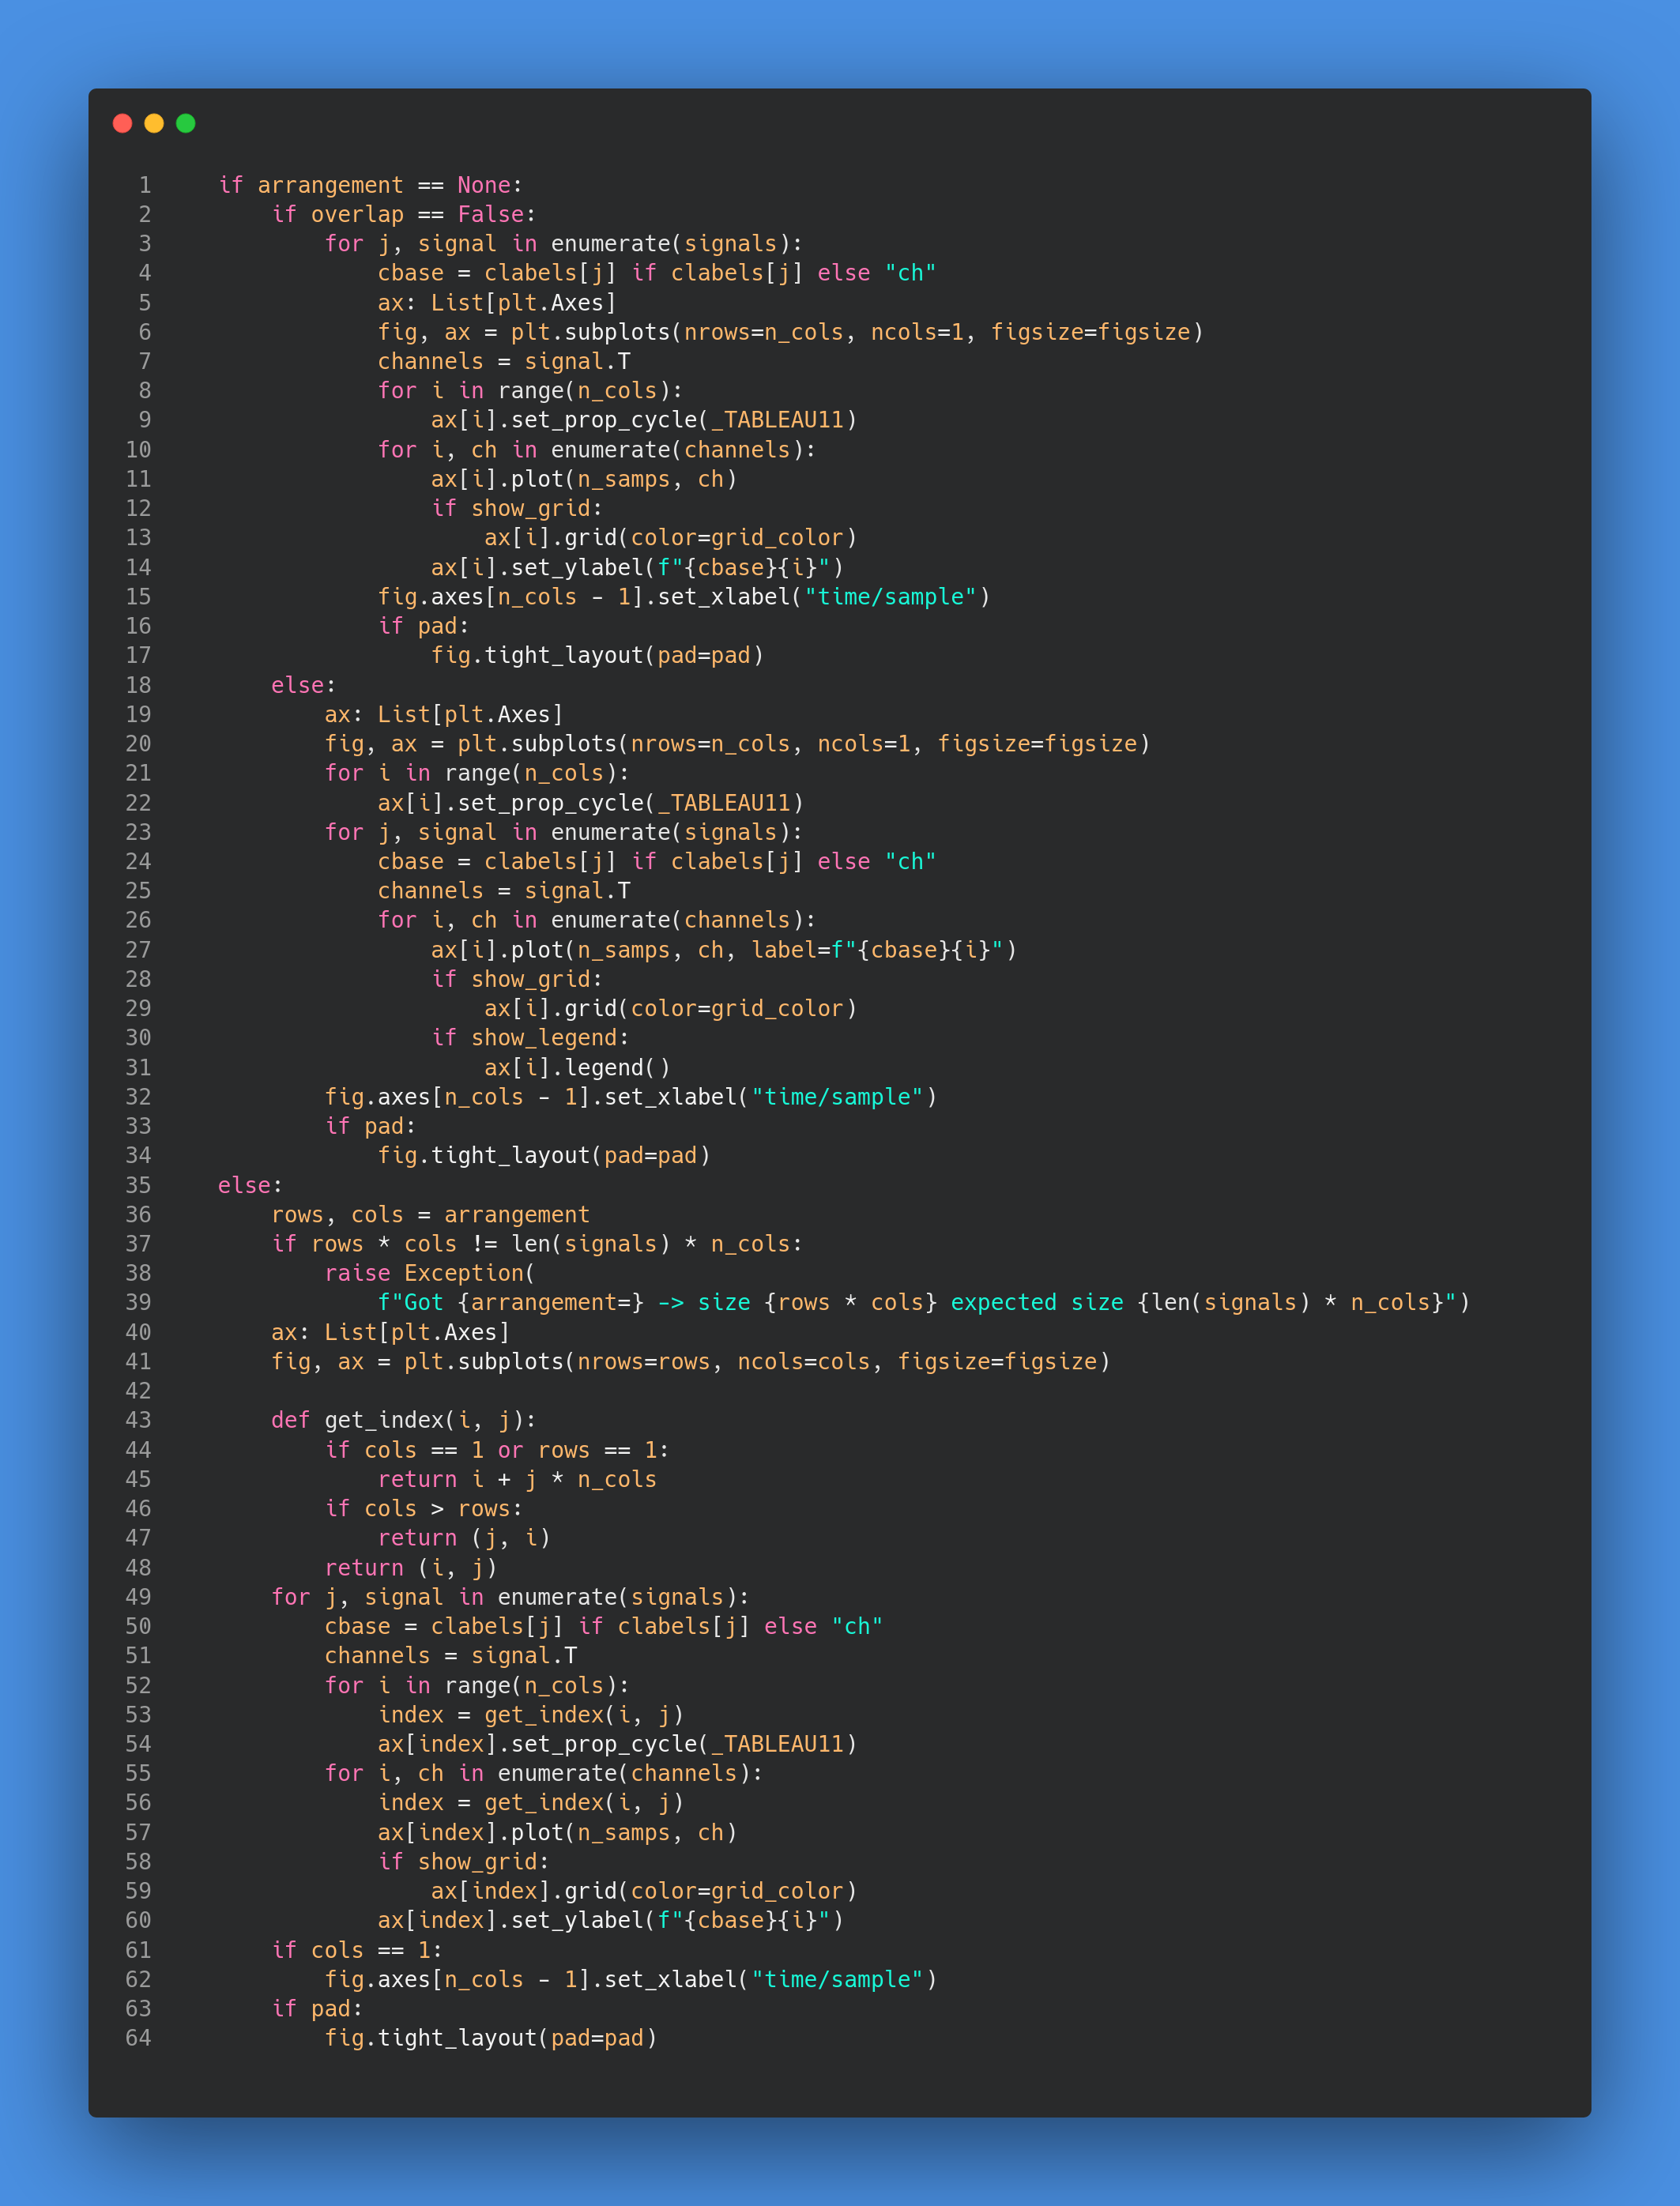 1    if arrangement == None:
2        if overlap == False:
3            for j, signal in enumerate(signals):
4                cbase = clabels[j] if clabels[j] else "ch"
5                ax: List[plt.Axes]
6                fig, ax = plt.subplots(nrows=n_cols, ncols=1, figsize=figsize)
7                channels = signal.T
8                for i in range(n_cols):
9                    ax[i].set_prop_cycle(_TABLEAU11)
10                for i, ch in enumerate(channels):
11                    ax[i].plot(n_samps, ch)
12                    if show_grid:
13                        ax[i].grid(color=grid_color)
14                    ax[i].set_ylabel(f"{cbase}{i}")
15                fig.axes[n_cols - 1].set_xlabel("time/sample")
16                if pad:
17                    fig.tight_layout(pad=pad)
18        else:
19            ax: List[plt.Axes]
20            fig, ax = plt.subplots(nrows=n_cols, ncols=1, figsize=figsize)
21            for i in range(n_cols):
22                ax[i].set_prop_cycle(_TABLEAU11)
23            for j, signal in enumerate(signals):
24                cbase = clabels[j] if clabels[j] else "ch"
25                channels = signal.T
26                for i, ch in enumerate(channels):
27                    ax[i].plot(n_samps, ch, label=f"{cbase}{i}")
28                    if show_grid:
29                        ax[i].grid(color=grid_color)
30                    if show_legend:
31                        ax[i].legend()
32            fig.axes[n_cols - 1].set_xlabel("time/sample")
33            if pad:
34                fig.tight_layout(pad=pad)
35    else:
36        rows, cols = arrangement
37        if rows * cols != len(signals) * n_cols:
38            raise Exception(
39                f"Got {arrangement=} -> size {rows * cols} expected size {len(signals) * n_cols}")
40        ax: List[plt.Axes]
41        fig, ax = plt.subplots(nrows=rows, ncols=cols, figsize=figsize)
42
43        def get_index(i, j):
44            if cols == 1 or rows == 1:
45                return i + j * n_cols
46            if cols > rows:
47                return (j, i)
48            return (i, j)
49        for j, signal in enumerate(signals):
50            cbase = clabels[j] if clabels[j] else "ch"
51            channels = signal.T
52            for i in range(n_cols):
53                index = get_index(i, j)
54                ax[index].set_prop_cycle(_TABLEAU11)
55            for i, ch in enumerate(channels):
56                index = get_index(i, j)
57                ax[index].plot(n_samps, ch)
58                if show_grid:
59                    ax[index].grid(color=grid_color)
60                ax[index].set_ylabel(f"{cbase}{i}")
61        if cols == 1:
62            fig.axes[n_cols - 1].set_xlabel("time/sample")
63        if pad:
64            fig.tight_layout(pad=pad)